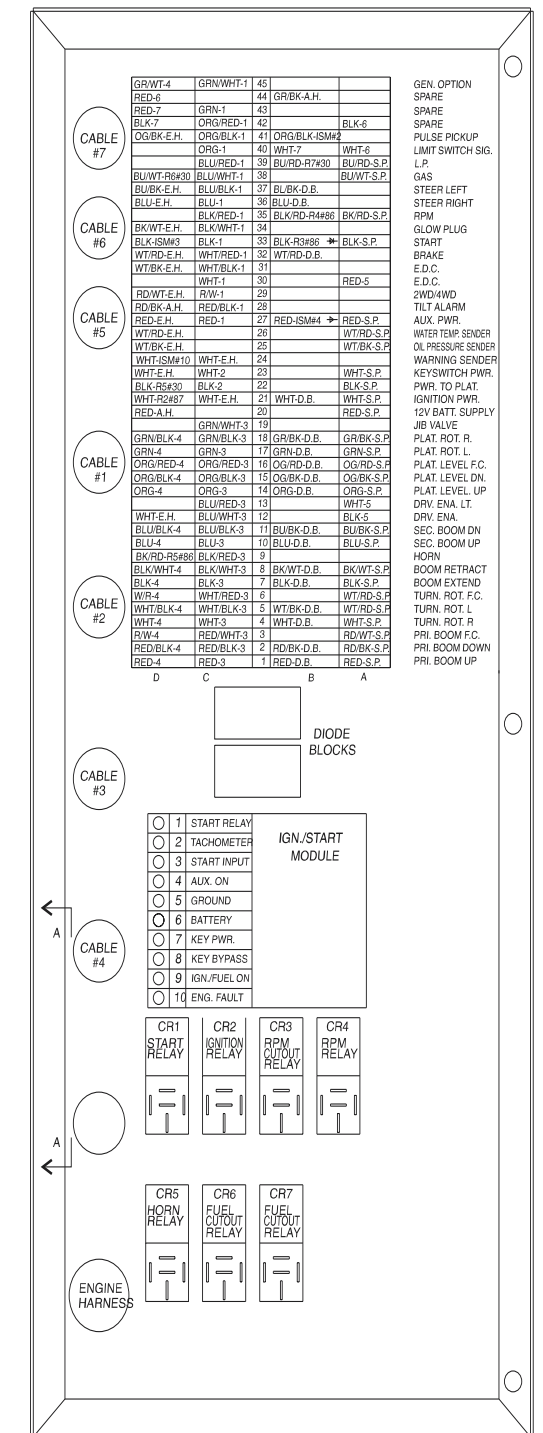 GR/WT-4 GRN/WHT-1 45 GEN. OPTION
RED-6 44 GR/BK-A.H. SPARE
RED-7 GRN-1 43 SPARE
BLK-7 ORG/RED-1 42 BLK-6 SPARE
OG/BK-E.H. ORG/BLK-1 41 ORG/BLK-ISM#2 PULSE PICKUP
ORG-1 40 WHT-7 WHT-6 LIMIT SWITCH SIG.
BLU/RED-1 39 BU/RD-R7#30 BU/RD-S.P. L.P.
BU/WT-R6#30 BLU/WHT-1 38 BU/WT-S.P. GAS
BU/BK-E.H. BLU/BLK-1 37 BL/BK-D.B. STEER LEFT
BLU-E.H. BLU-1 36 BLU-D.B. STEER RIGHT
BLK/RED-1 35 BLK/RD-R4#86 BK/RD-S.P. RPM
BK/WT-E.H. BLK/WHT-1 34 GLOW PLUG
BLK-ISM#3 BLK-1 33 BLK-R3#86 BLK-S.P. START
WT/RD-E.H. WHT/RED-1 32 WT/RD-D.B. BRAKE
WT/BK-E.H. WHT/BLK-1 31 E.D.C.
WHT-1 30 RED-5 E.D.C.
RD/WT-E.H. R/W-1 29 2WD/4WD
RD/BK-A.H. RED/BLK-1 28 TILT ALARM
RED-E.H. RED-1 27 RED-ISM#4 RED-S.P. AUX. PWR.
WT/RD-E.H. 26 WT/RD-S.P. WATER TEMP. SENDER
WT/BK-E.H. 25 WT/BK-S.P. OIL PRESSURE SENDER
WHT-ISM#10 WHT-E.H. 24 WARNING SENDER
WHT-E.H. WHT-2 23 WHT-S.P. KEYSWITCH PWR.
BLK-R5#30 BLK-2 22 BLK-S.P. PWR. TO PLAT.
WHT-R2#87 WHT-E.H. 21 WHT-D.B. WHT-S.P. IGNITION PWR.
RED-A.H. 20 RED-S.P. 12V BATT. SUPPLY
GRN/WHT-3 19 JIB VALVE
GRN/BLK-4 GRN/BLK-3 18 GR/BK-D.B. GR/BK-S.P. PLAT. ROT. R.
GRN-4 GRN-3 17 GRN-D.B. GRN-S.P. PLAT. ROT. L.
ORG/RED-4 ORG/RED-3 16 OG/RD-D.B. OG/RD-S.P. PLAT. LEVEL F.C.
ORG/BLK-4 ORG/BLK-3 15 OG/BK-D.B. OG/BK-S.P. PLAT. LEVEL DN.
ORG-4 ORG-3 14 ORG-D.B. ORG-S.P. PLAT. LEVEL. UP
BLU/RED-3 13 WHT-5 DRV. ENA. LT.
WHT-E.H. BLU/WHT-3 12 BLK-5 DRV. ENA.
BLU/BLK-4 BLU/BLK-3 11 BU/BK-D.B. BU/BK-S.P. SEC. BOOM DN
BLU-4 BLU-3 10 BLU-D.B. BLU-S.P. SEC. BOOM UP
BK/RD-R5#86 BLK/RED-3 9 HORN
BLK/WHT-4 BLK/WHT-3 8 BK/WT-D.B. BK/WT-S.P. BOOM RETRACT
BLK-4 BLK-3 7 BLK-D.B. BLK-S.P. BOOM EXTEND
W/R-4 WHT/RED-3 6 WT/RD-S.P TURN. ROT. F.C.
WHT/BLK-4 WHT/BLK-3 5 WT/BK-D.B. WT/RD-S.P TURN. ROT. L
WHT-4 WHT-3 4 WHT-D.B. WHT-S.P. TURN. ROT. R
R/W-4 RED/WHT-3 3 RD/WT-S.P. PRI. BOOM F.C.
RED/BLK-4 RED/BLK-3 2 RD/BK-D.B. RD/BK-S.P. PRI. BOOM DOWN
RED-4 RED-3 1 RED-D.B. RED-S.P. PRI. BOOM UP
D C B A
CABLE
#7
CABLE
#6
CABLE
#5
CABLE
#1
CABLE
#2
DIODE
BLOCKS
CABLE
#3
1 START RELAY
2 TACHOMETER
3 START INPUT
4 AUX. ON
5 GROUND
6 BATTERY
7 KEY PWR.
8 KEY BYPASS
9 IGN./FUEL ON
10 ENG. FAULT
IGN./START
MODULE
A
CABLE
#4
CR1
START
RELAY
CR2
IGNITION
RELAY
CR3
RPM
CUTOUT
RELAY
CR4
RPM
RELAY
A
CR5
HORN
RELAY
CR6
FUEL
CUTOUT
RELAY
CR7
FUEL
CUTOUT
RELAY
ENGINE
HARNESS